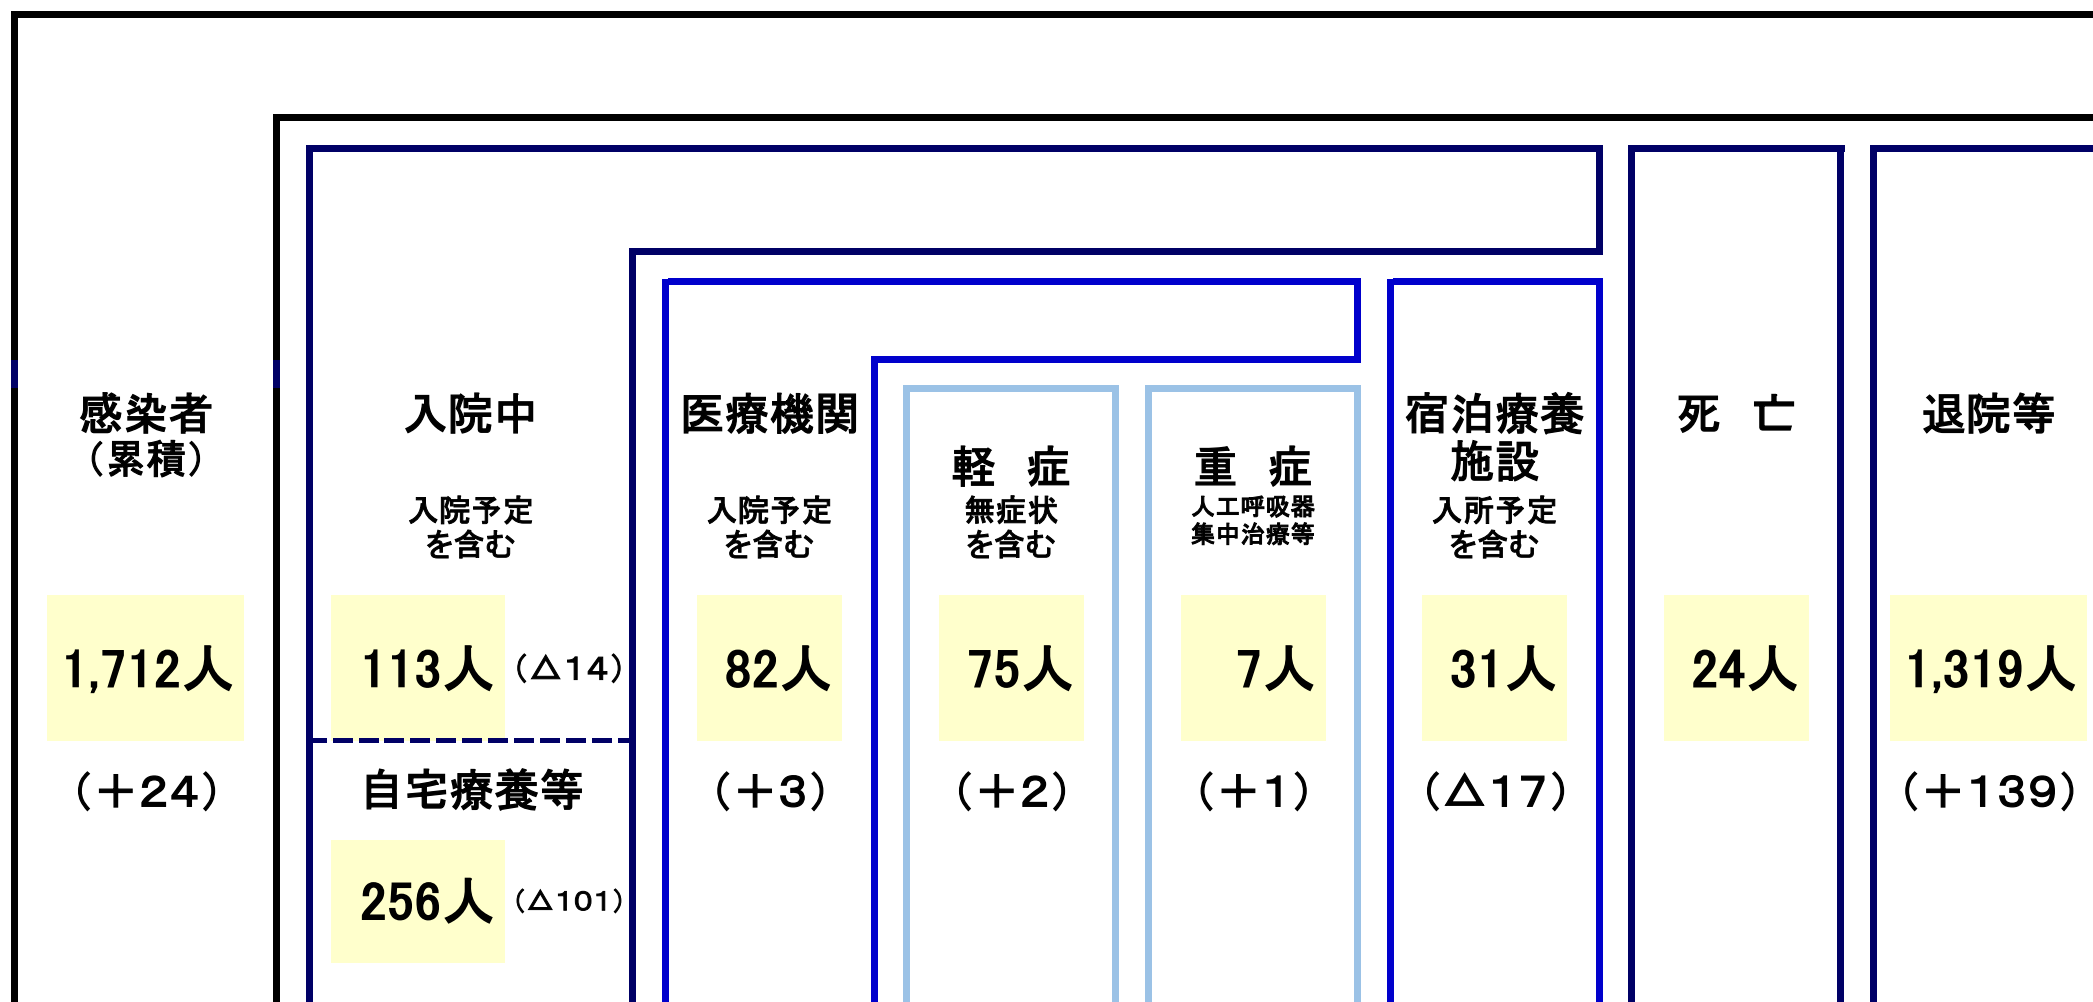 感染者
（累積）
1,712人
（＋24）
入院中
入院予定
を含む
113人
（△14）
自宅療養等
256人
（△101）
医療機関
入院予定
を含む
82人
（＋3）
軽　症
無症状
を含む
75人
（＋2）
重　症
人工呼吸器
集中治療等
7人
（＋1）
宿泊療養
施設
入所予定
を含む
31人
（△17）
死　亡
24人
退院等
1,319人
（＋139）